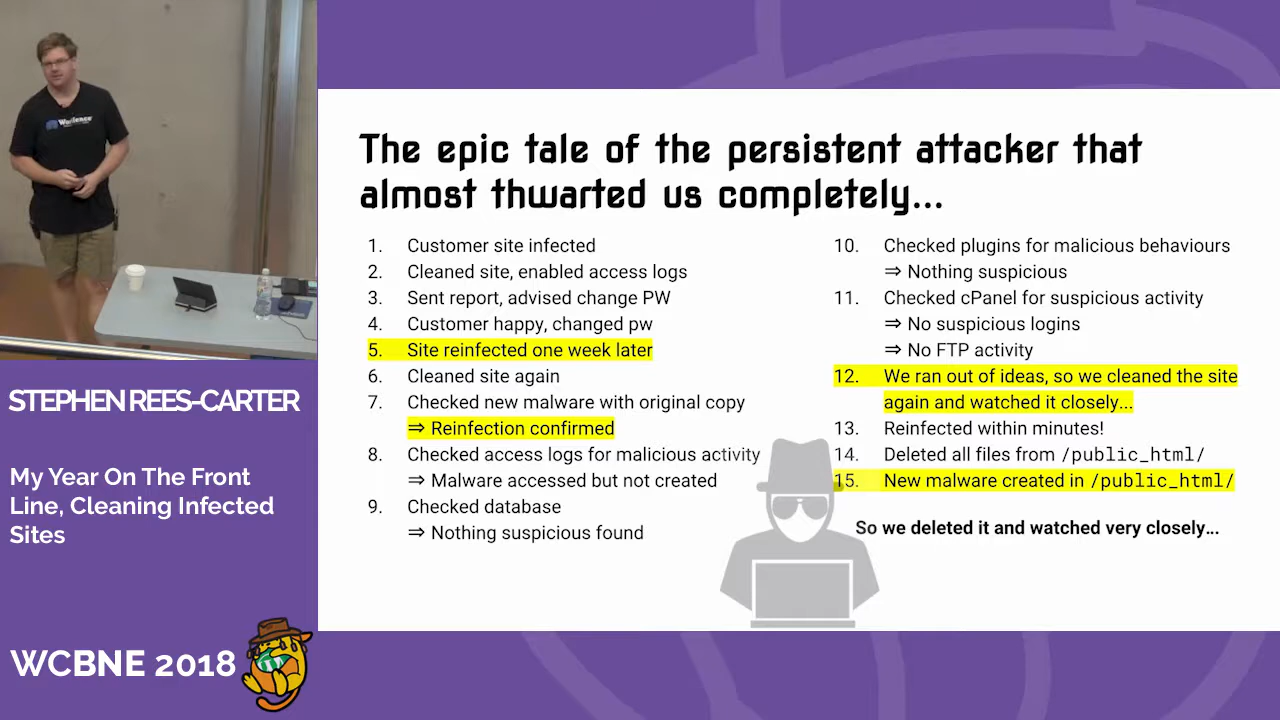 Wordfence
STEPHEN REES-CARTER
My Year On The Front
Line, Cleaning Infected
Sites
WCBNE 2018
The epic tale of the persistent attacker that
almost thwarted us completely...
1. Customer site infected
2. Cleaned site, enabled access logs
3. Sent report, advised change PW
4. Customer happy, changed pw
5. Site reinfected one week later
6. Cleaned site again
7. Checked new malware with original copy
⇒ Reinfection confirmed
8. Checked access logs for malicious activity
⇒ Malware accessed but not created
9. Checked database
⇒ Nothing suspicious found
10. Checked plugins for malicious behaviours
⇒ Nothing suspicious
11. Checked cPanel for suspicious activity
⇒ No suspicious logins
⇒ No FTP activity
12. We ran out of ideas, so we cleaned the site
again and watched it closely...
13. Reinfected within minutes!
14. Deleted all files from /public_html/
15. New malware created in /public_html/
So we deleted it and watched very closely...